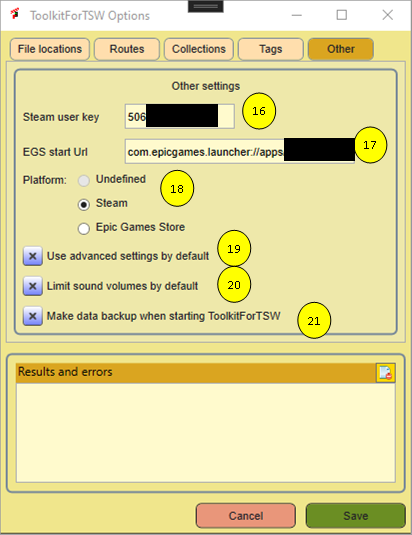 ToolkitForTSW Options
File locations Routes Collections Tags Other
Other settings
Steam user key 506 16
EGS start Url com.epicgames.launcher://apps 17
Platform: Undefined 18
Steam
Epic Games Store
Use advanced settings by default 19
Limit sound volumes by default 20
Make data backup when starting ToolkitForTSW 21
Results and errors
Cancel Save